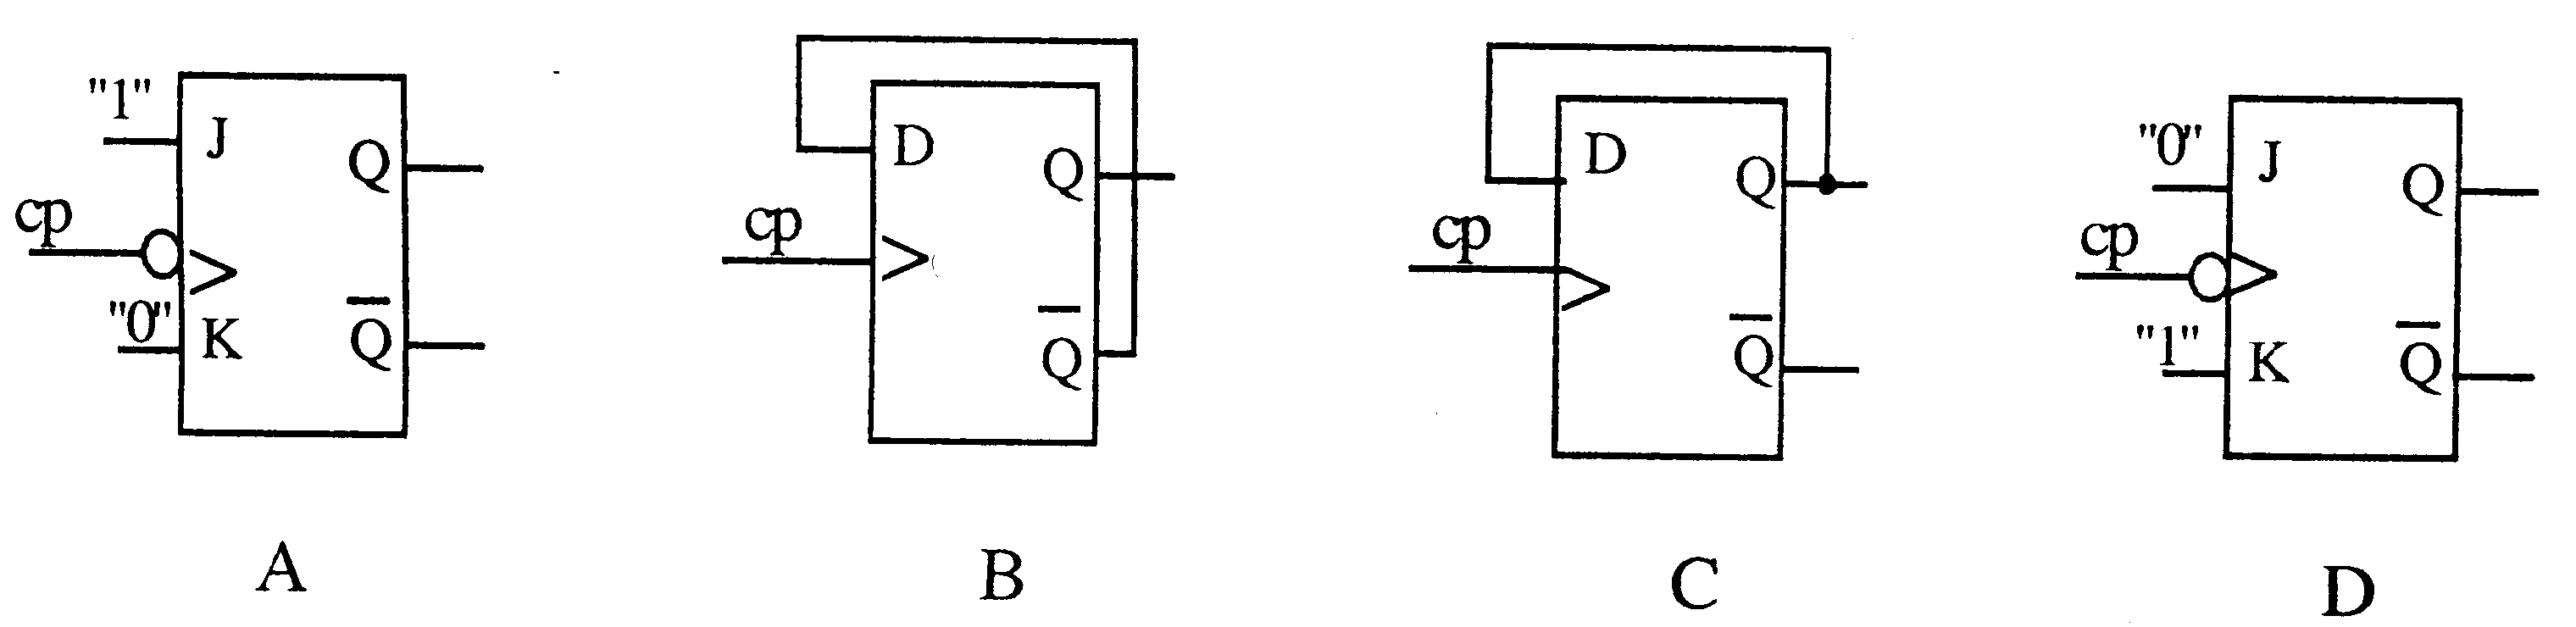 "1"
J
Q
cp
"0"
K
Q̅
A
D
Q
cp
Q̅
B
D
Q
cp
Q̅
C
"0"
J
Q
cp
"1"
K
Q̅
D